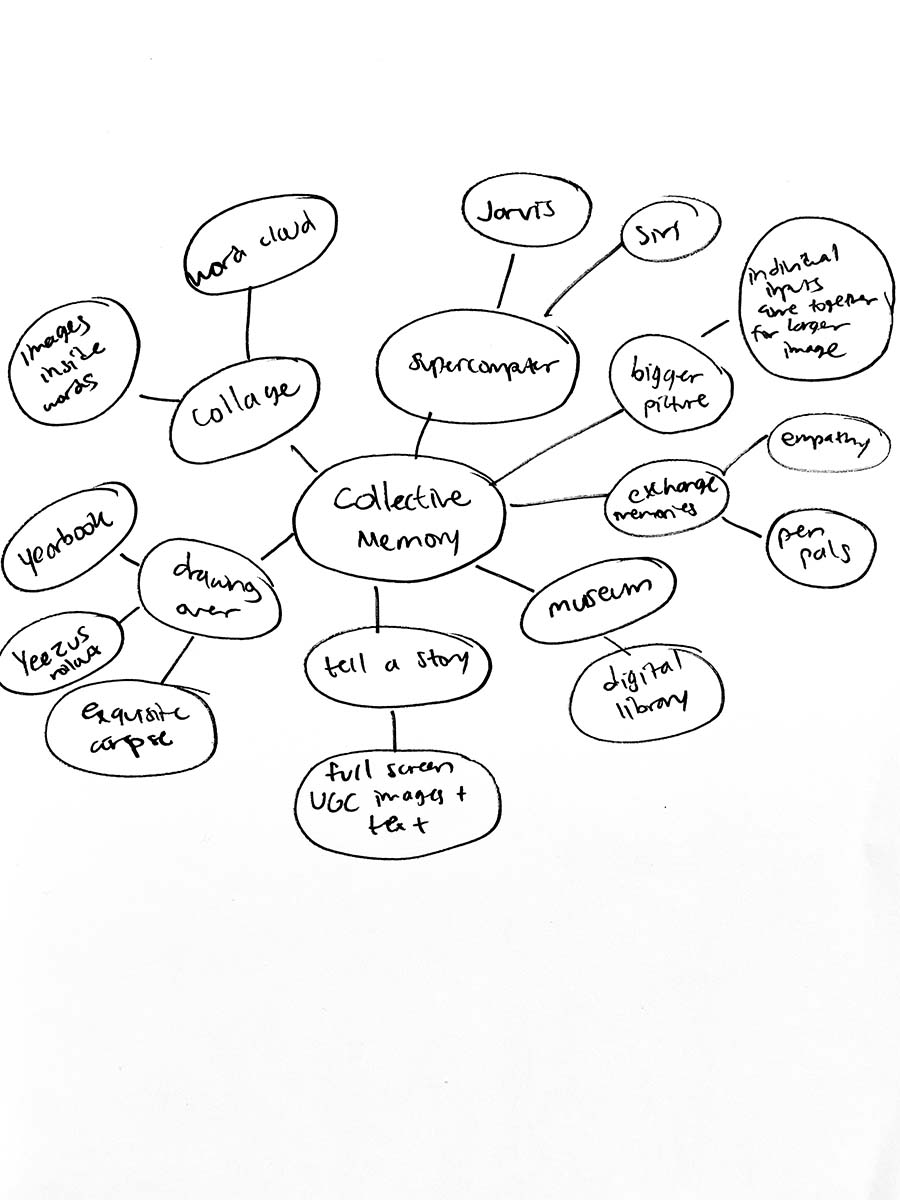 Jarvis
Siri
word cloud
individual
inputs
come together
for larger
image
images
inside
words
collage
supercomputer
bigger
picture
empathy
exchange
memories
Collective
Memory
yearbook
drawing
over
pen
pals
museum
Yeezus
rollout
tell a story
digital
library
exquisite
corpse
full screen
UGC images +
text